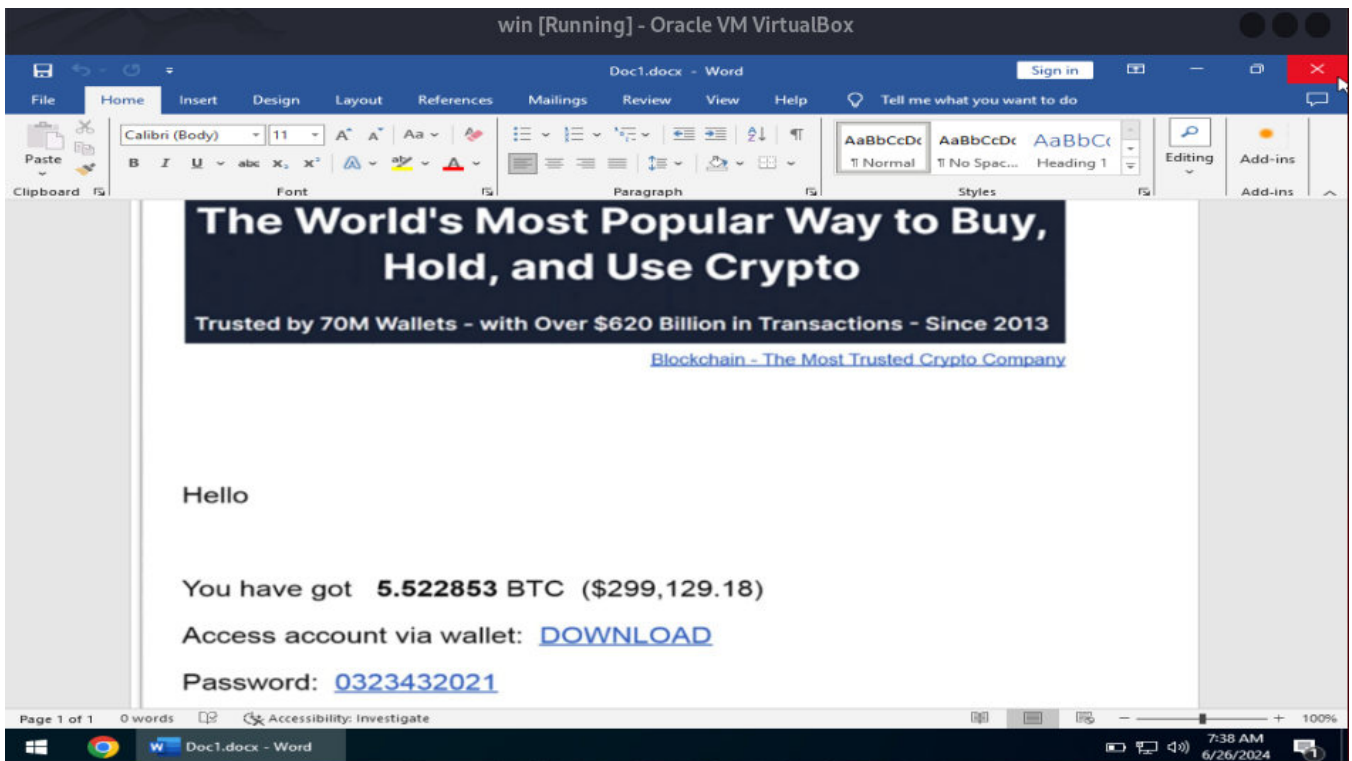 win [Running] - Oracle VM VirtualBox
Doc1.docx - Word
Sign in
File Home Insert Design Layout References Mailings Review View Help Tell me what you want to do
Calibri (Body) 11 A A Aa
AaBbCcDc AaBbCcDc AaBbCc
Paste
B I U abc x₂ x² A aby A
¶ Normal ¶ No Spac... Heading 1
Editing
Add-ins
Clipboard Font Paragraph Styles Add-ins
The World's Most Popular Way to Buy,
Hold, and Use Crypto
Trusted by 70M Wallets - with Over $620 Billion in Transactions - Since 2013
Blockchain - The Most Trusted Crypto Company
Hello
You have got 5.522853 BTC ($299,129.18)
Access account via wallet: DOWNLOAD
Password: 0323432021
Page 1 of 1 0 words Accessibility: Investigate 100%
Doc1.docx - Word
7:38 AM
6/26/2024